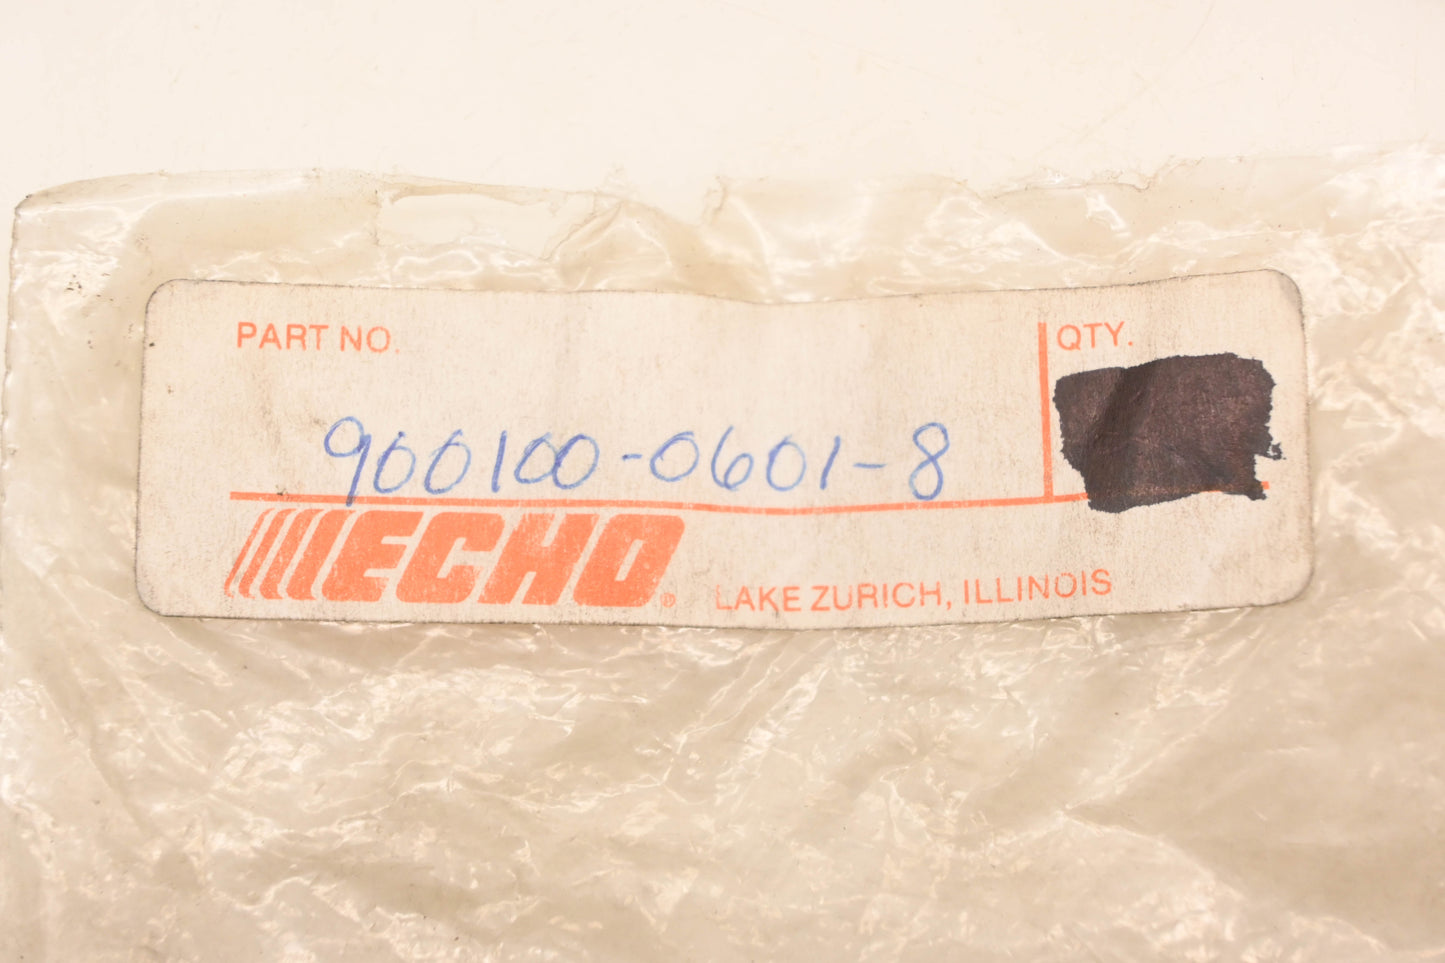 PART NO. QTY.
900100-0601-8
ECHO® LAKE ZURICH, ILLINOIS